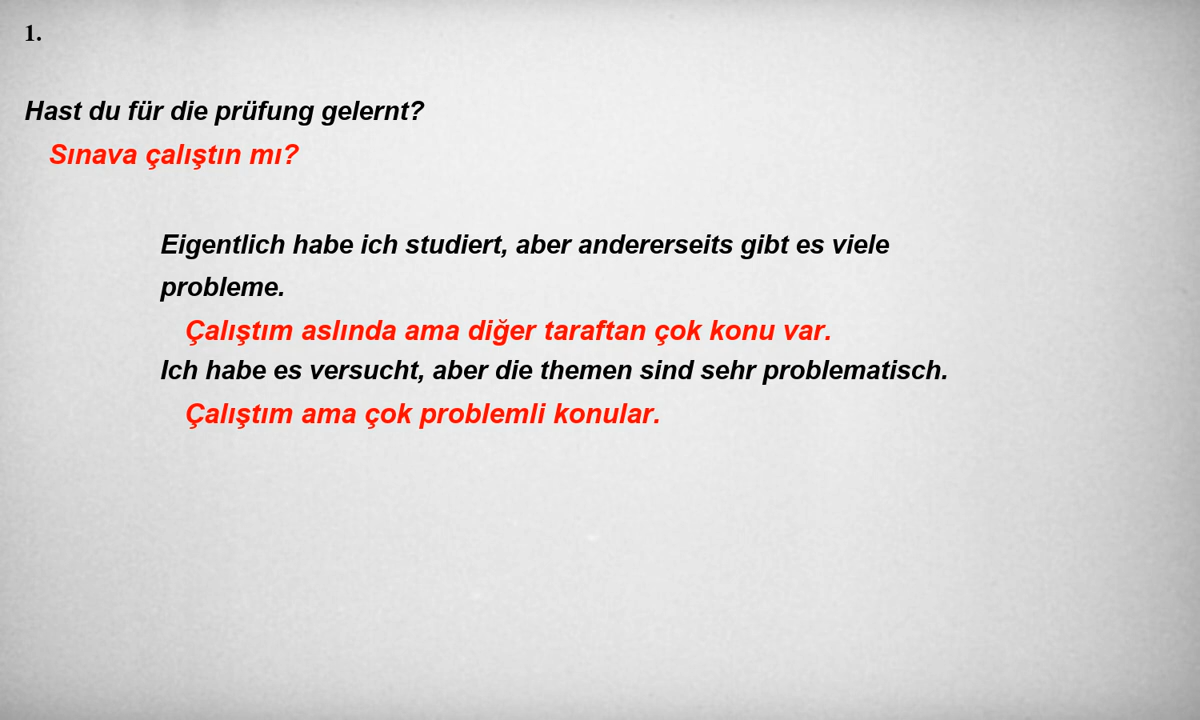 1.
Hast du für die prüfung gelernt?
Sınava çalıştın mı?
Eigentlich habe ich studiert, aber andererseits gibt es viele
probleme.
Çalıştım aslında ama diğer taraftan çok konu var.
Ich habe es versucht, aber die themen sind sehr problematisch.
Çalıştım ama çok problemli konular.